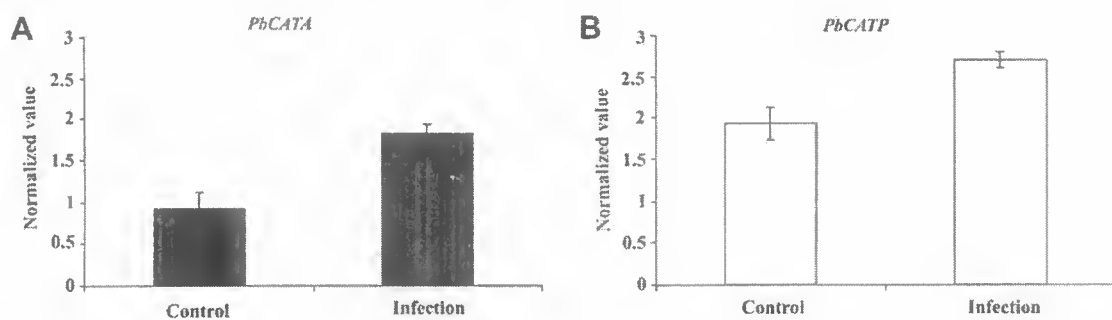 A
PbCATA
3
2.5
2
1.5
1
0.5
0
Normalized value
Control
Infection
B
PbCATP
3
2.5
2
1.5
1
0.5
0
Normalized value
Control
Infection